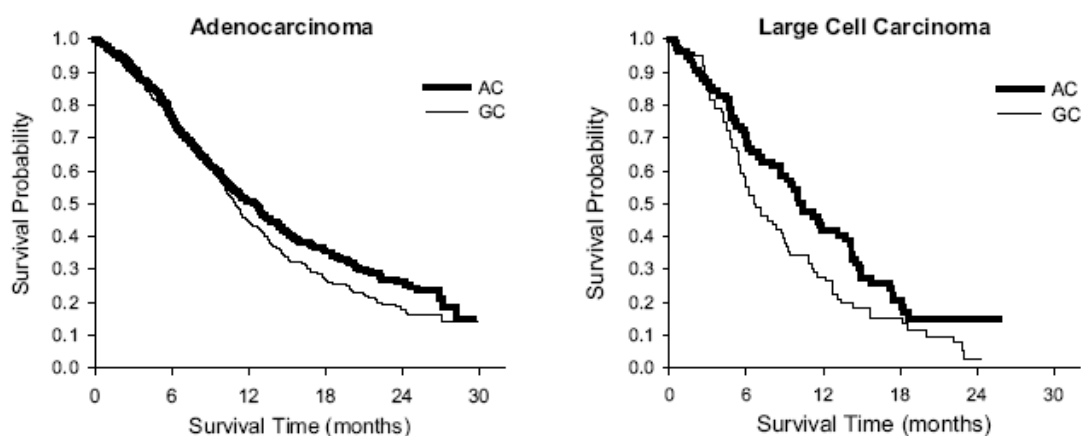 Adenocarcinoma
1.0
0.9
0.8
0.7
0.6
0.5
0.4
0.3
0.2
0.1
0.0
Survival Probability
AC
GC
0 6 12 18 24 30
Survival Time (months)
Large Cell Carcinoma
1.0
0.9
0.8
0.7
0.6
0.5
0.4
0.3
0.2
0.1
0.0
Survival Probability
AC
GC
0 6 12 18 24 30
Survival Time (months)